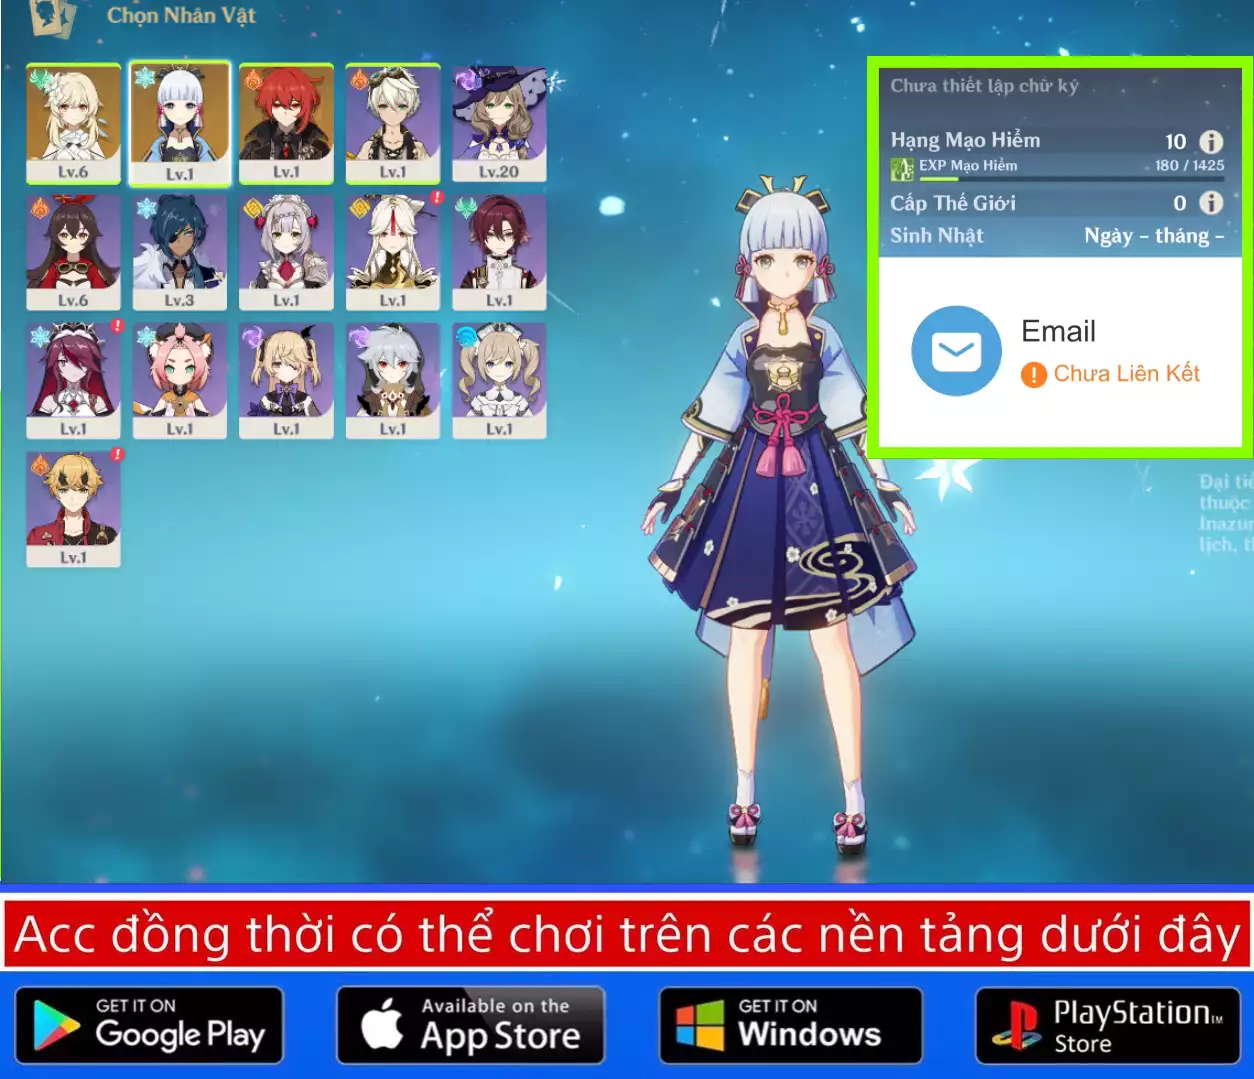 Chọn Nhân Vật
Lv.6
Lv.1
Lv.1
Lv.1
Lv.20
Lv.6
Lv.3
Lv.1
Lv.1
Lv.1
Lv.1
Lv.1
Lv.1
Lv.1
Lv.1
Lv.1
Chưa thiết lập chữ ký
Hạng Mạo Hiểm 10
EXP Mạo Hiểm 180 / 1425
Cấp Thế Giới 0
Sinh Nhật Ngày - tháng -
Email
Chưa Liên Kết
Đại
thuộc
lịch,
Acc đồng thời có thể chơi trên các nền tảng dưới đây
GET IT ON
Google Play
Available on the
App Store
GET IT ON
Windows
PlayStation™
Store